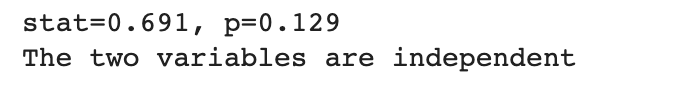 stat=0.691, p=0.129
The two variables are independent